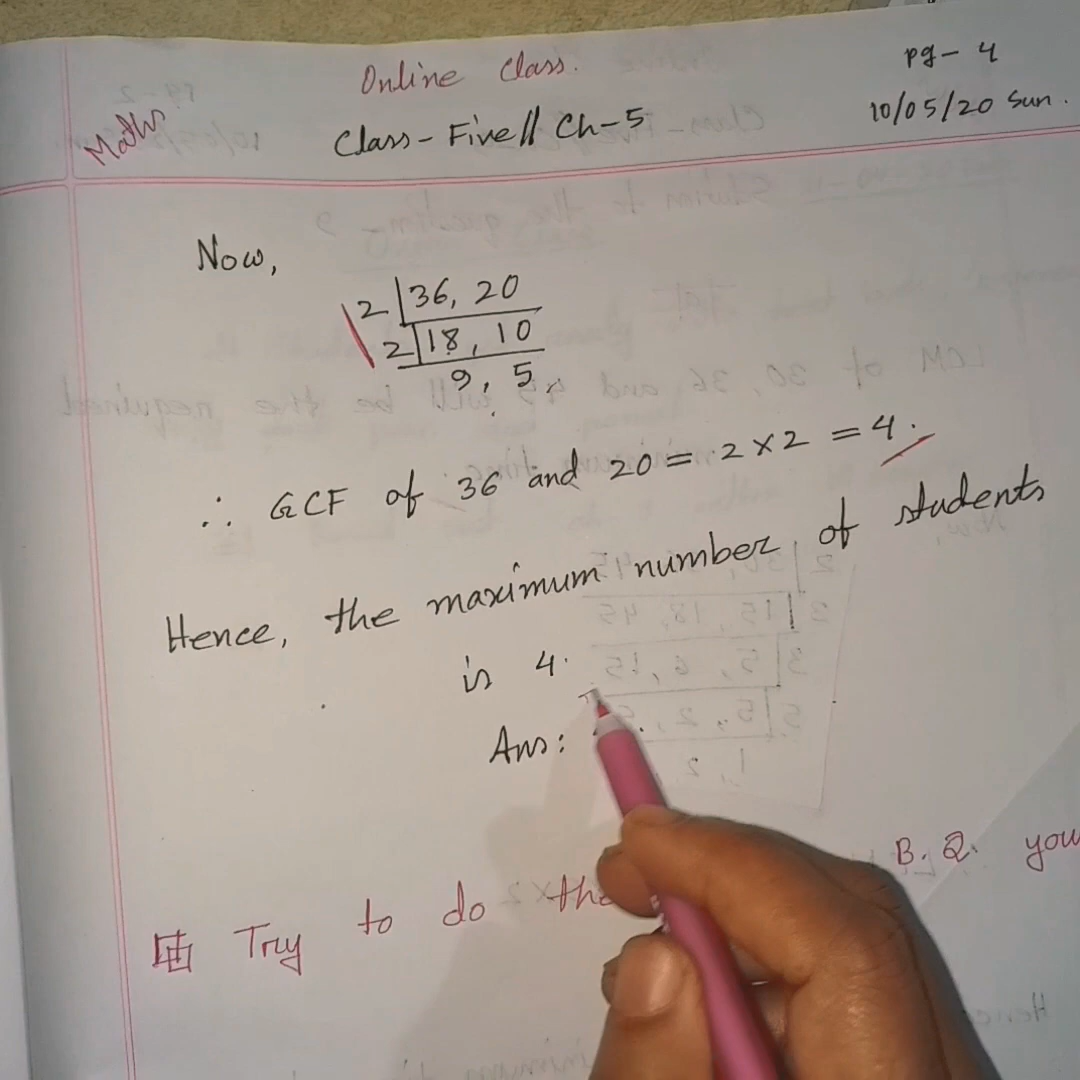 Online Class.
pg- 4
Maths
Class - Five // Ch-5
10/05/20 Sun.
Now,
2 | 36, 20
2 | 18, 10
9, 5
∴ GCF of 36 and 20 = 2 × 2 = 4.
Hence, the maximum number of students
is 4.
Ans:
Try to do the B.Q. you